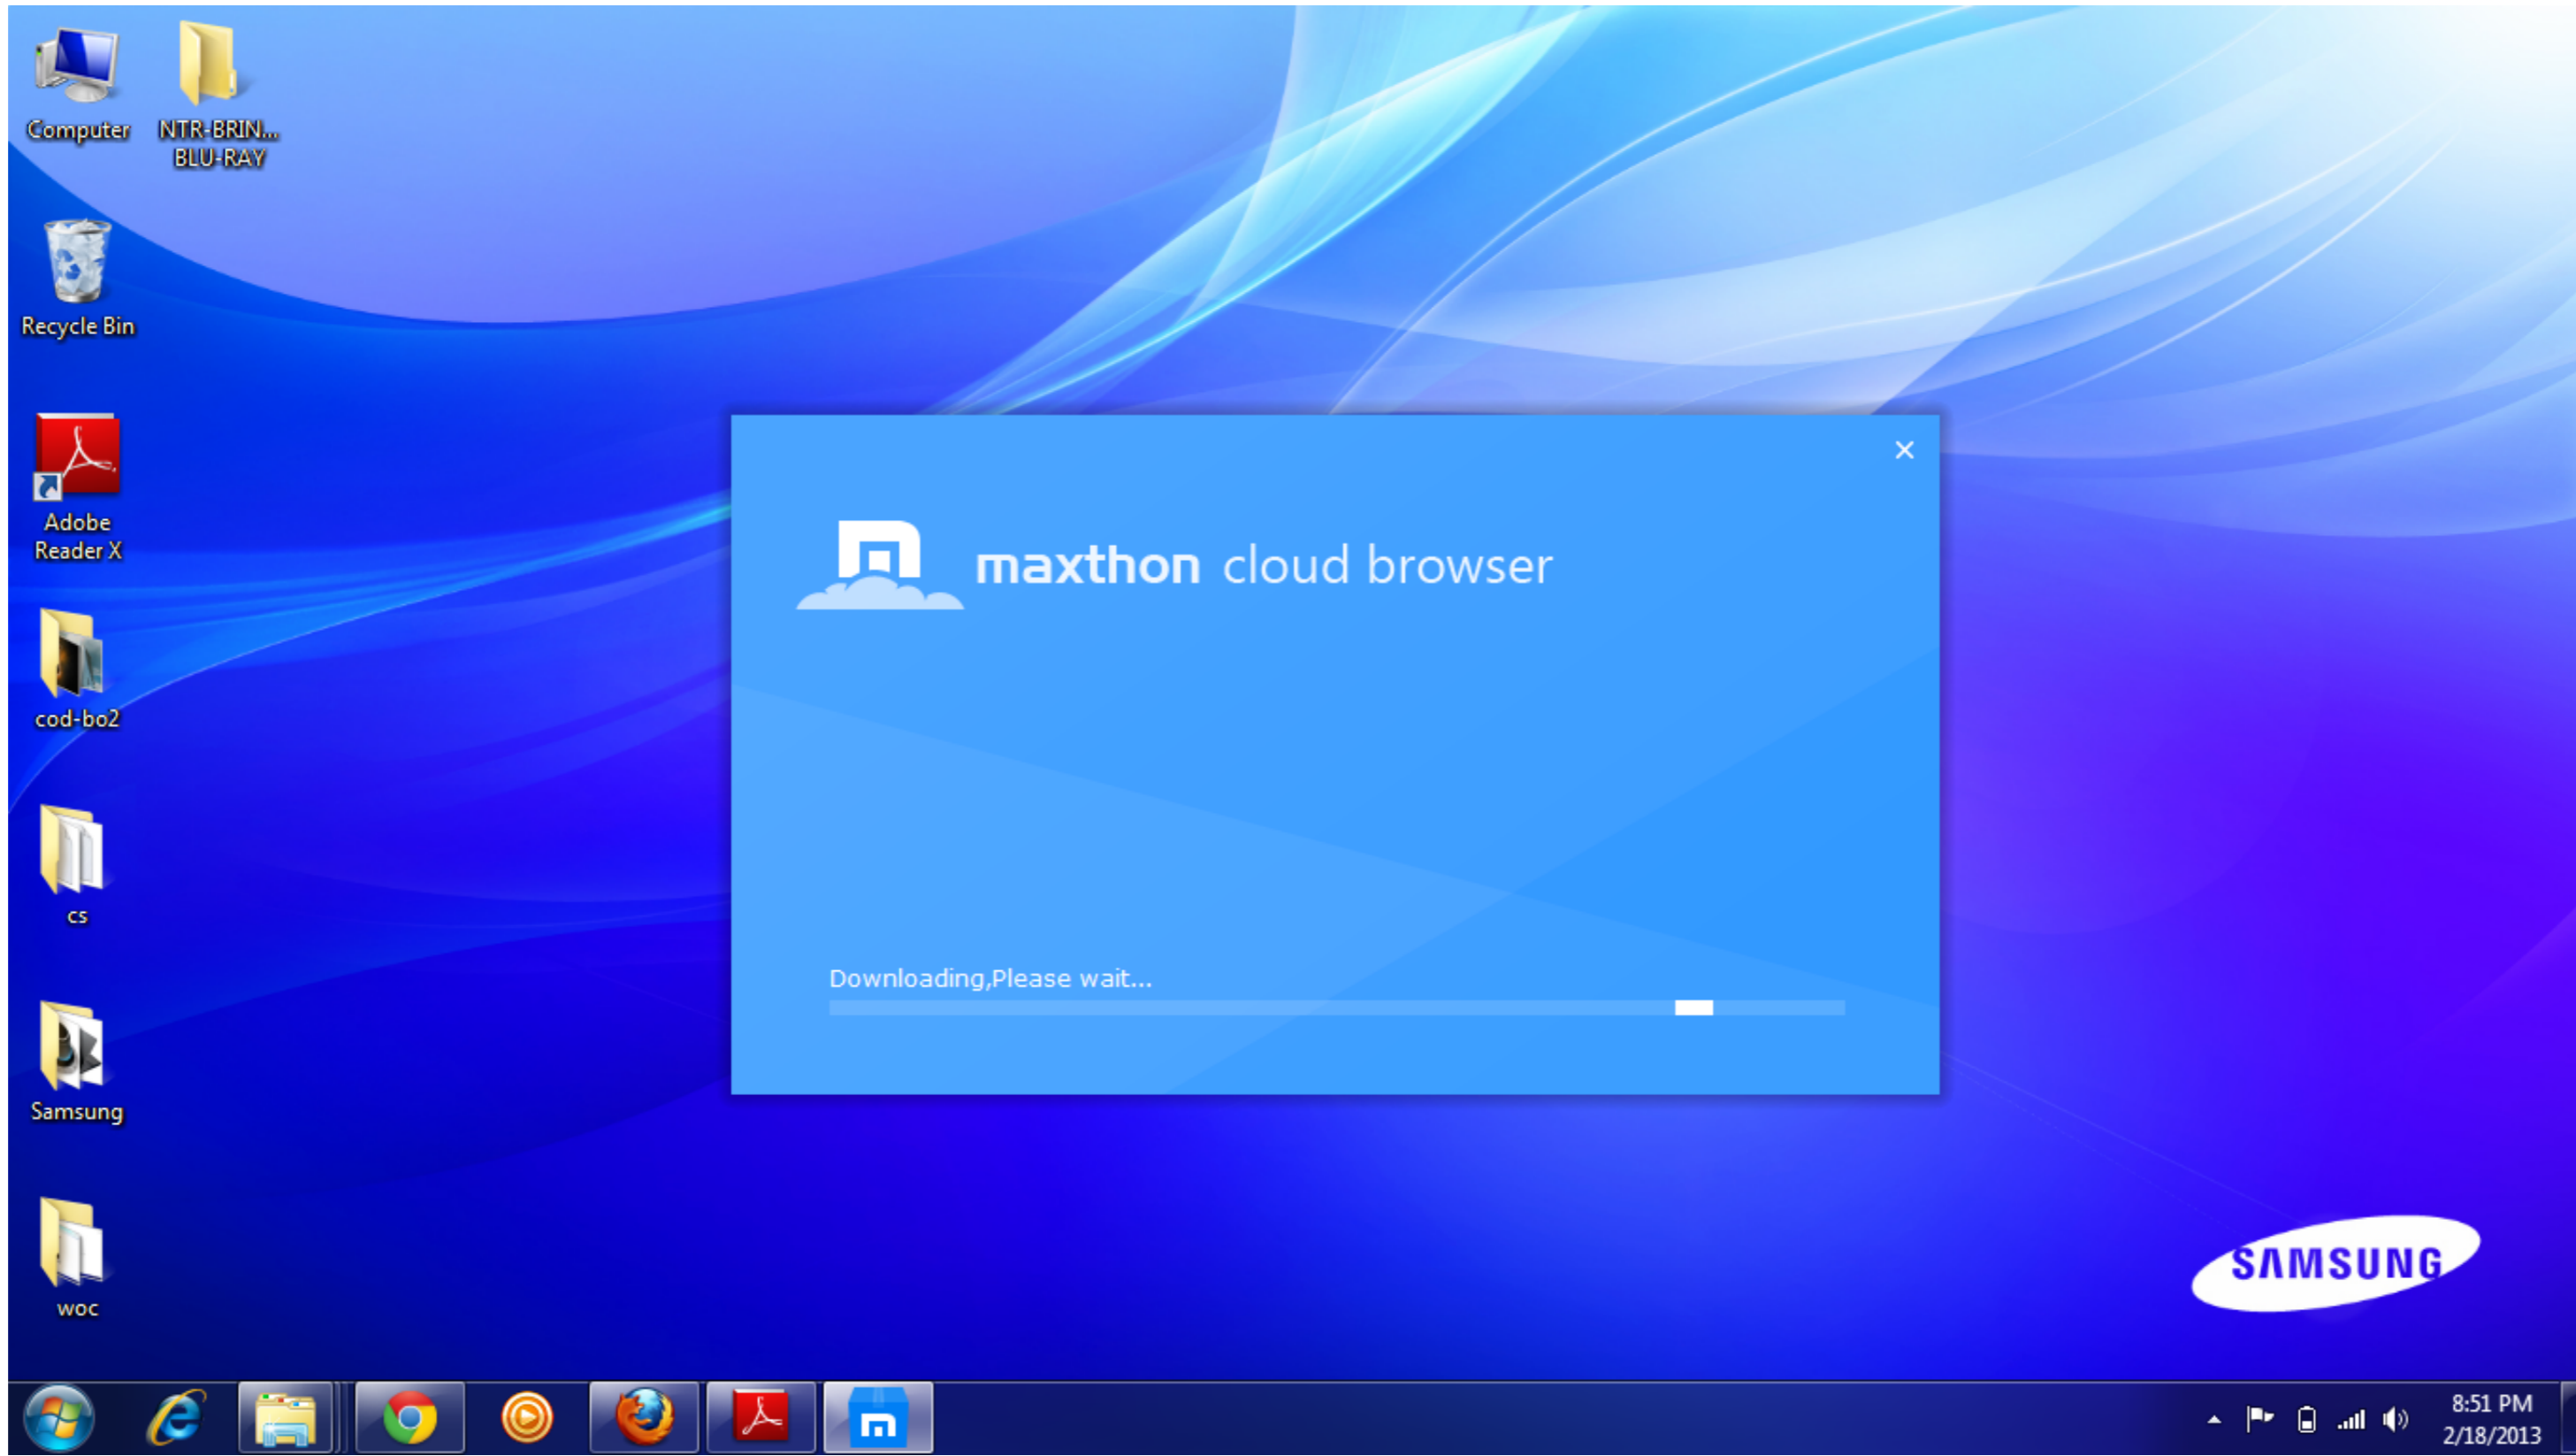 Computer
NTR-BRIN...
BLU-RAY
Recycle Bin
Adobe
Reader X
cod-bo2
cs
Samsung
woc
maxthon cloud browser
Downloading,Please wait...
SAMSUNG
8:51 PM
2/18/2013